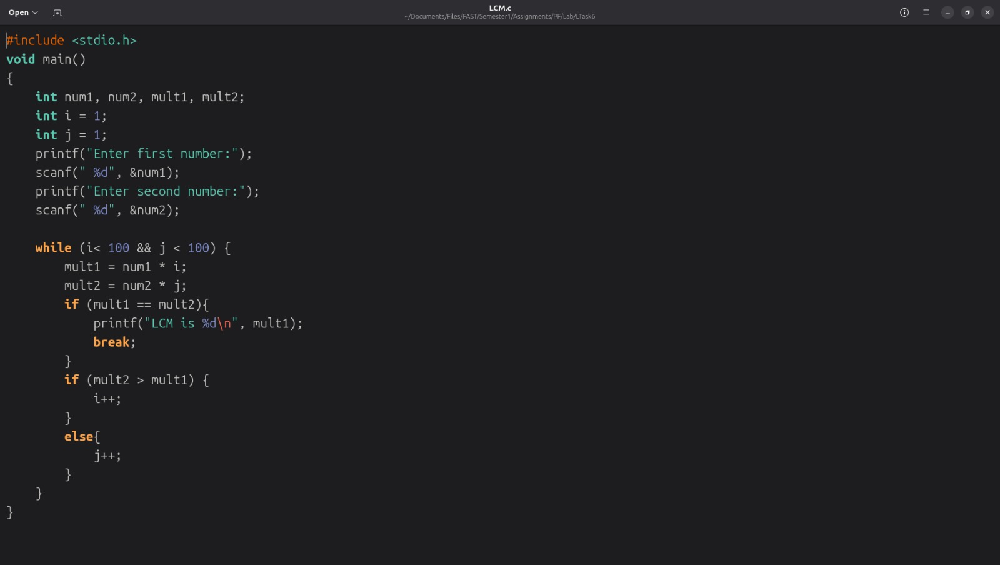 Open
LCM.c
~/Documents/Files/FAST/Semester1/Assignments/PF/Lab/LTask6
#include <stdio.h>
void main()
{
    int num1, num2, mult1, mult2;
    int i = 1;
    int j = 1;
    printf("Enter first number:");
    scanf(" %d", &num1);
    printf("Enter second number:");
    scanf(" %d", &num2);

    while (i< 100 && j < 100) {
        mult1 = num1 * i;
        mult2 = num2 * j;
        if (mult1 == mult2){
            printf("LCM is %d\n", mult1);
            break;
        }
        if (mult2 > mult1) {
            i++;
        }
        else{
            j++;
        }
    }
}